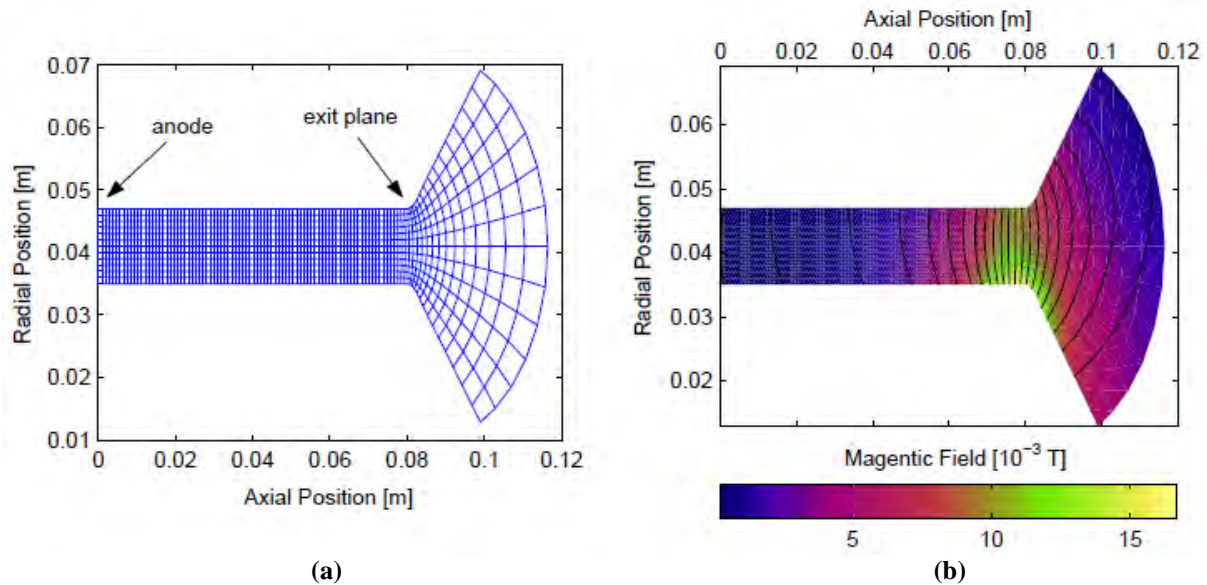 0.07
0.06
0.05
0.04
0.03
0.02
0.01
Radial Position [m]
anode
exit plane
0 0.02 0.04 0.06 0.08 0.1 0.12
Axial Position [m]
(a)
Axial Position [m]
0 0.02 0.04 0.06 0.08 0.1 0.12
0.06
0.05
0.04
0.03
0.02
Radial Position [m]
Magentic Field [10⁻³ T]
5 10 15
(b)